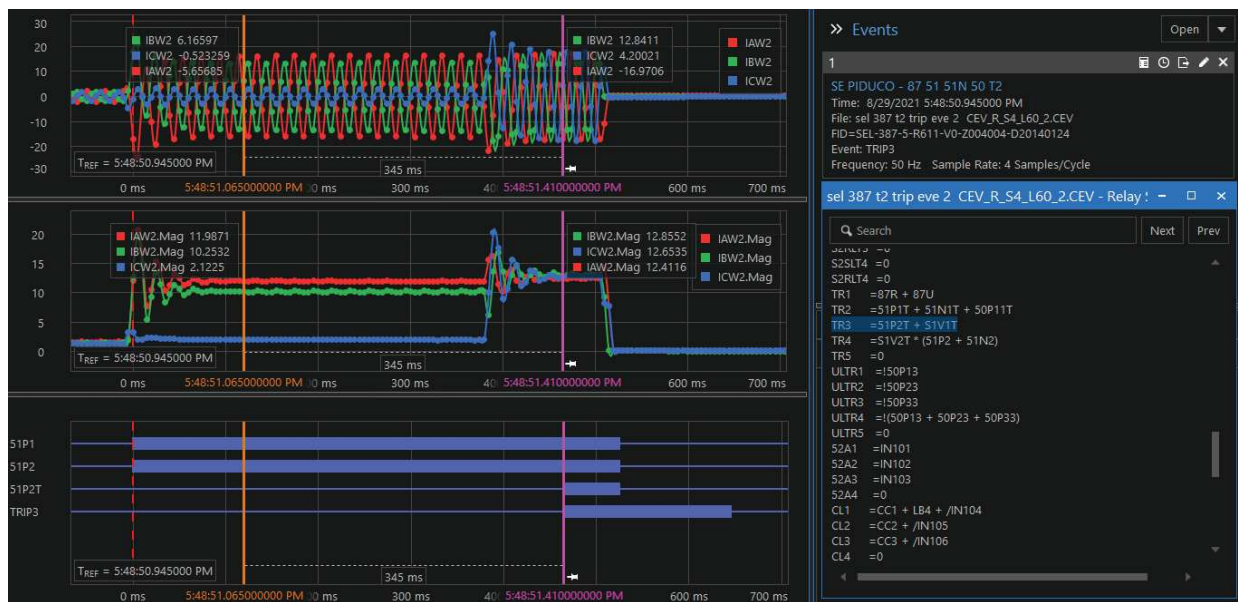 30
20
10
0
-10
-20
-30
IBW2 6.16597
ICW2 -0.523259
IAW2 -5.65685
IBW2 12.8411
ICW2 4.20021
IAW2 -16.9706
IAW2
IBW2
ICW2
TREF = 5:48:50.945000 PM
345 ms
0 ms
5:48:51.065000000 PM
300 ms
5:48:51.410000000 PM
600 ms
700 ms
20
15
10
5
0
IAW2.Mag 11.9871
IBW2.Mag 10.2532
ICW2.Mag 2.1225
IBW2.Mag 12.8552
ICW2.Mag 12.6535
IAW2.Mag 12.4116
IAW2.Mag
IBW2.Mag
ICW2.Mag
TREF = 5:48:50.945000 PM
345 ms
0 ms
5:48:51.065000000 PM
300 ms
5:48:51.410000000 PM
600 ms
700 ms
51P1
51P2
51P2T
TRIP3
TREF = 5:48:50.945000 PM
345 ms
0 ms
5:48:51.065000000 PM
300 ms
5:48:51.410000000 PM
600 ms
700 ms
Events
Open
1
SE PIDUCO - 87 51 51N 50 T2
Time: 8/29/2021 5:48:50.945000 PM
File: sel 387 t2 trip eve 2 CEV_R_S4_L60_2.CEV
FID=SEL-387-5-R611-V0-Z004004-D20140124
Event: TRIP3
Frequency: 50 Hz Sample Rate: 4 Samples/Cycle
sel 387 t2 trip eve 2 CEV_R_S4_L60_2.CEV - Relay
Search
Next
Prev
S2SLT4 =0
S2RLT4 =0
TR1 =87R + 87U
TR2 =51P1T + 51N1T + 50P11T
TR3 =51P2T + S1V1T
TR4 =S1V2T * (51P2 + 51N2)
TR5 =0
ULTR1 =!50P13
ULTR2 =!50P23
ULTR3 =!50P33
ULTR4 =!(50P13 + 50P23 + 50P33)
ULTR5 =0
52A1 =IN101
52A2 =IN102
52A3 =IN103
52A4 =0
CL1 =CC1 + LB4 + /IN104
CL2 =CC2 + /IN105
CL3 =CC3 + /IN106
CL4 =0